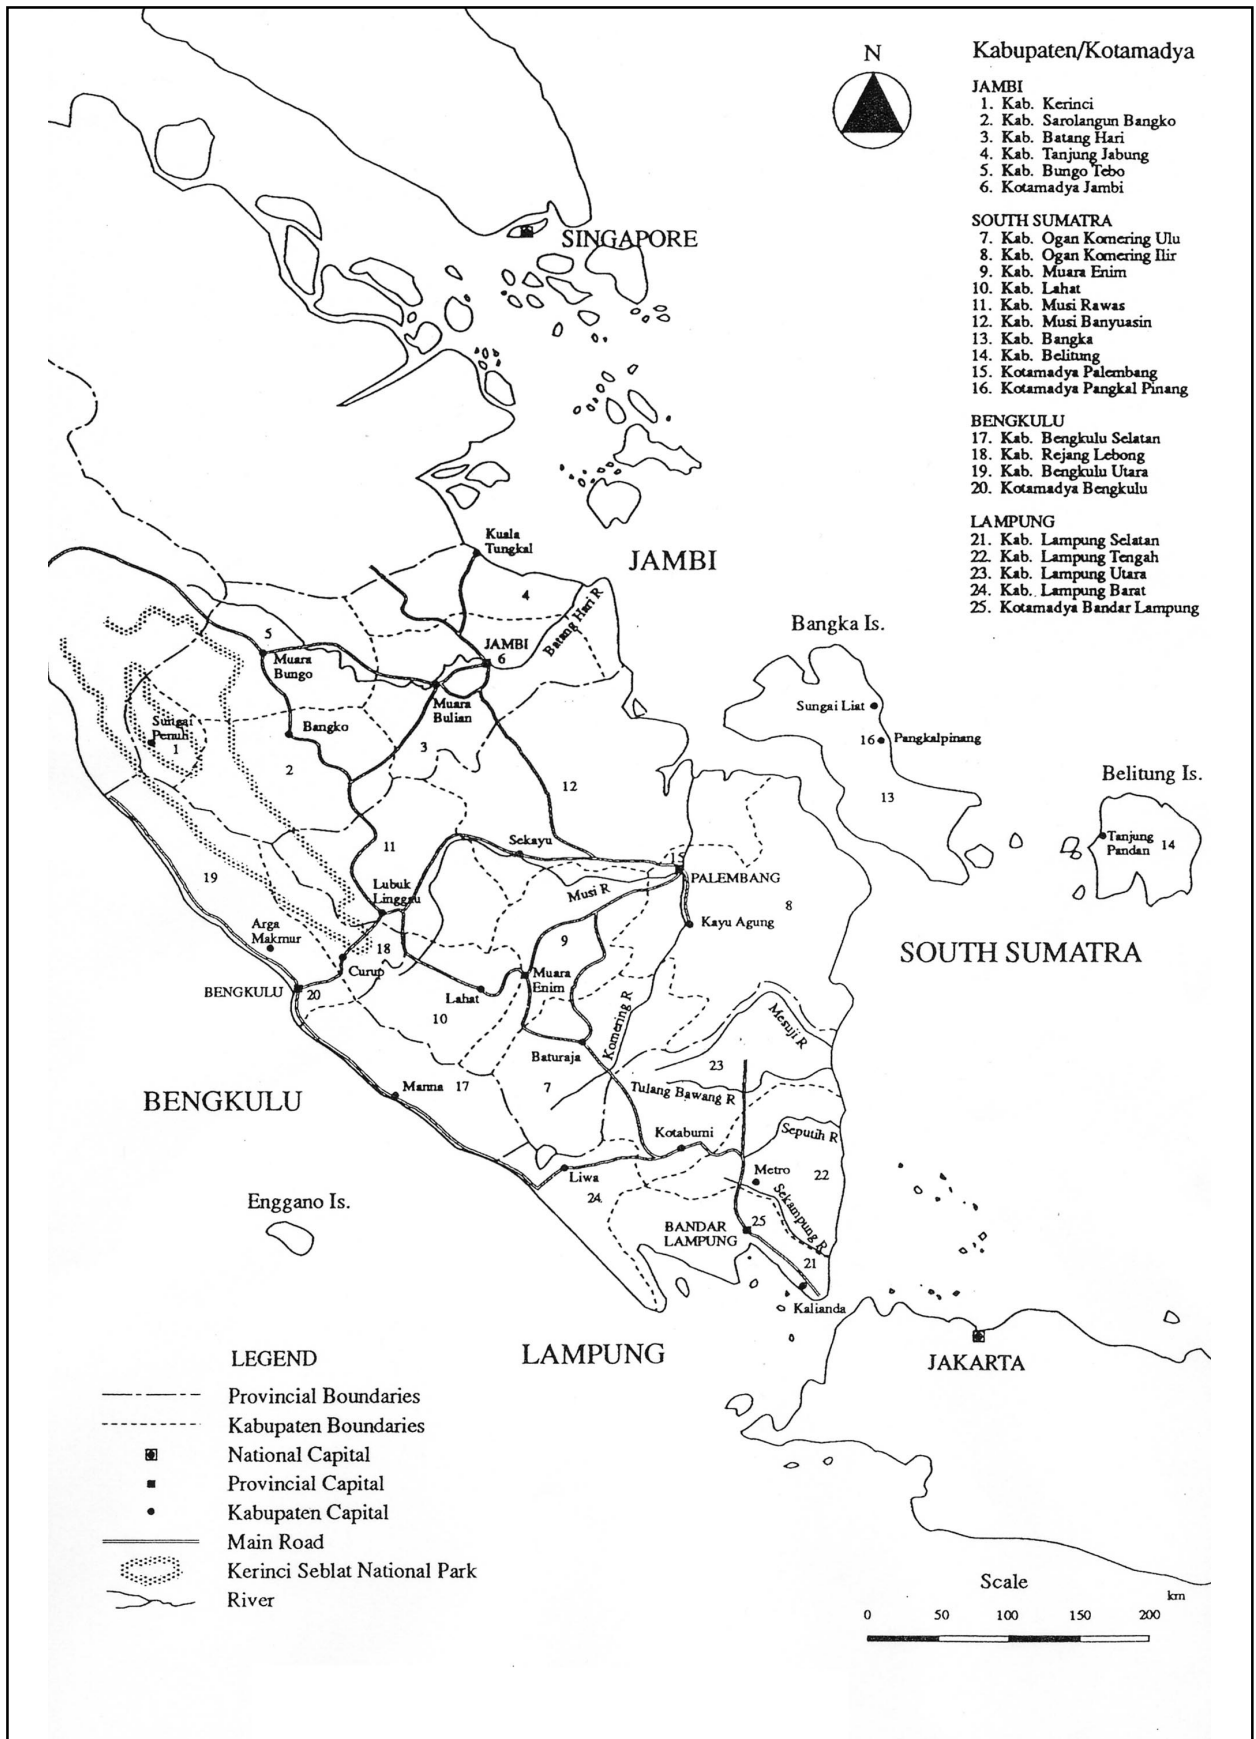 N
Kabupaten/Kotamadya
JAMBI
1. Kab. Kerinci
2. Kab. Sarolangun Bangko
3. Kab. Batang Hari
4. Kab. Tanjung Jabung
5. Kab. Bungo Tebo
6. Kotamadya Jambi
SOUTH SUMATRA
7. Kab. Ogan Komering Ulu
8. Kab. Ogan Komering Ilir
9. Kab. Muara Enim
10. Kab. Lahat
11. Kab. Musi Rawas
12. Kab. Musi Banyuasin
13. Kab. Bangka
14. Kab. Belitung
15. Kotamadya Palembang
16. Kotamadya Pangkal Pinang
BENGKULU
17. Kab. Bengkulu Selatan
18. Kab. Rejang Lebong
19. Kab. Bengkulu Utara
20. Kotamadya Bengkulu
LAMPUNG
21. Kab. Lampung Selatan
22. Kab. Lampung Tengah
23. Kab. Lampung Utara
24. Kab. Lampung Barat
25. Kotamadya Bandar Lampung
SINGAPORE
Kuala
Tungkal
JAMBI
4
Batang Hari R
Bangka Is.
5
JAMBI
6
Muara
Bungo
Muara
Bulian
Sungai Liat
Sungai
Penuh
1
Bangko
3
16
Pangkalpinang
2
12
13
Belitung Is.
Tanjung
Pandan
14
11
Sekayu
15
PALEMBANG
19
Lubuk
Linggau
Musi R
8
Kayu Agung
Arga
Makmur
18
9
SOUTH SUMATRA
Curup
Muara
Enim
BENGKULU
20
Lahat
10
Komering R
Mesuji R
Baturaja
23
BENGKULU
Manna
17
7
Tulang Bawang R
Kotabumi
Seputih R
Liwa
Metro
22
24
Sekampung R
Enggano Is.
BANDAR
LAMPUNG
25
21
Kalianda
LAMPUNG
JAKARTA
LEGEND
Provincial Boundaries
Kabupaten Boundaries
National Capital
Provincial Capital
Kabupaten Capital
Main Road
Kerinci Seblat National Park
River
Scale
km
0 50 100 150 200